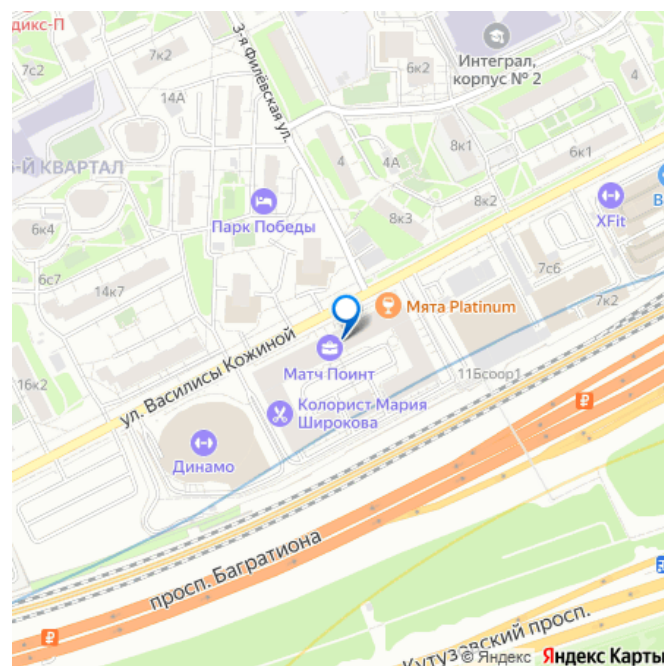 дикс-П
7к2
7с2
14А
3-я Филёвская ул.
6к2
Интеграл,
корпус № 2
4
-Й КВАРТАЛ
4
4А
8к1
6к1
8к2
8к3
XFit
В
Парк Победы
6к4
6с7
14к7
7с6
7к2
Мята Platinum
ул. Василисы Кожиной
Матч Поинт
11Бсоор1
16к2
Колорист Мария
Широкова
Динамо
просп. Багратиона
Кутузовский просп.
© Яндекс Яндекс Карты